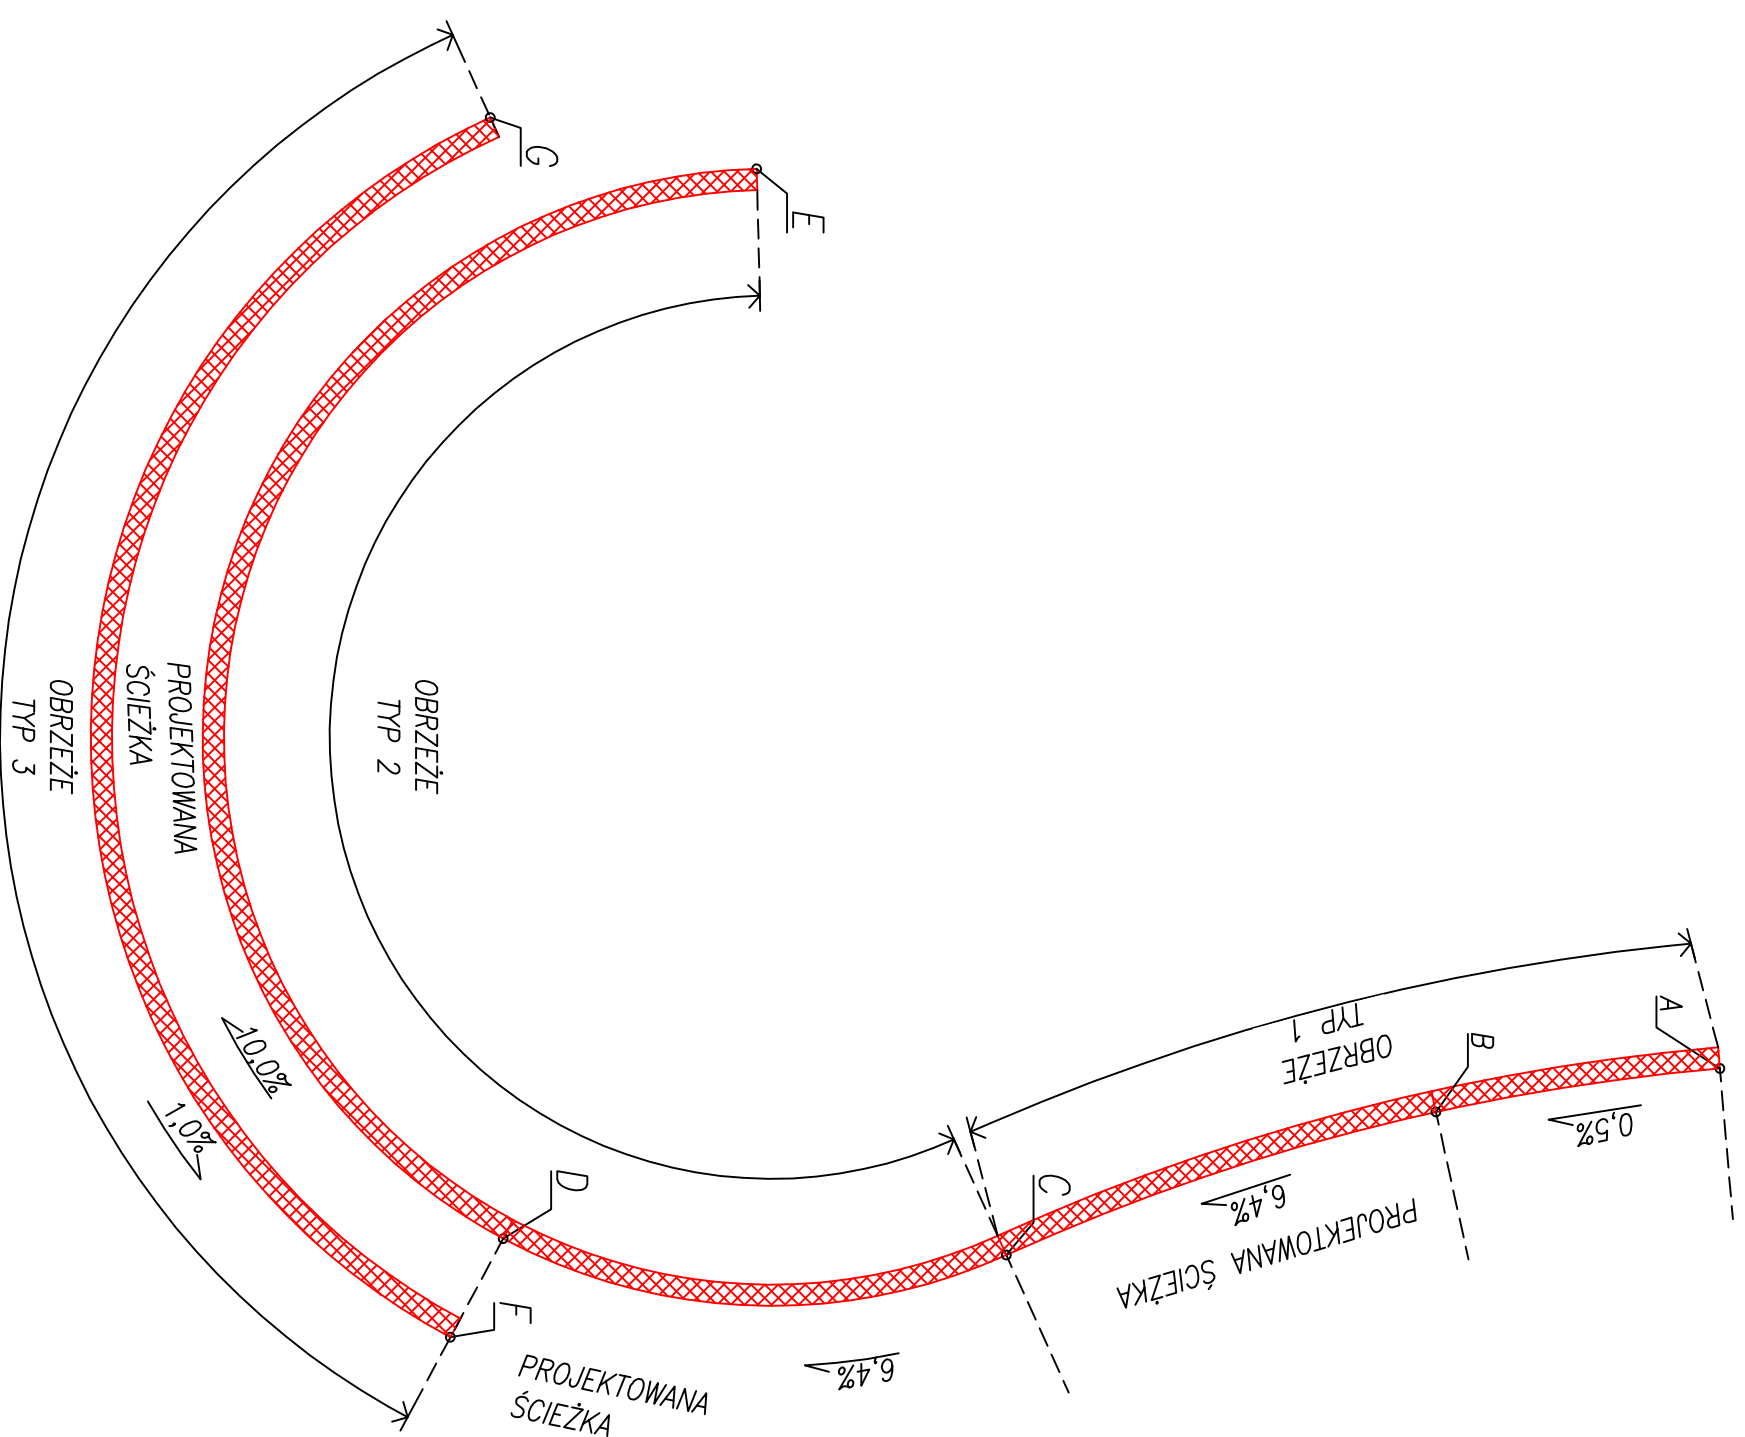 G
E
PROJEKTOWANA
ŚCIEŻKA
OBRZEŻE
TYP 3
OBRZEŻE
TYP 2
OBRZEŻE
TYP 1
A
B
0,5%
C
6,4%
PROJEKTOWANA ŚCIEŻKA
10,0%
1,0%
D
F
PROJEKTOWANA
ŚCIEŻKA
6,4%